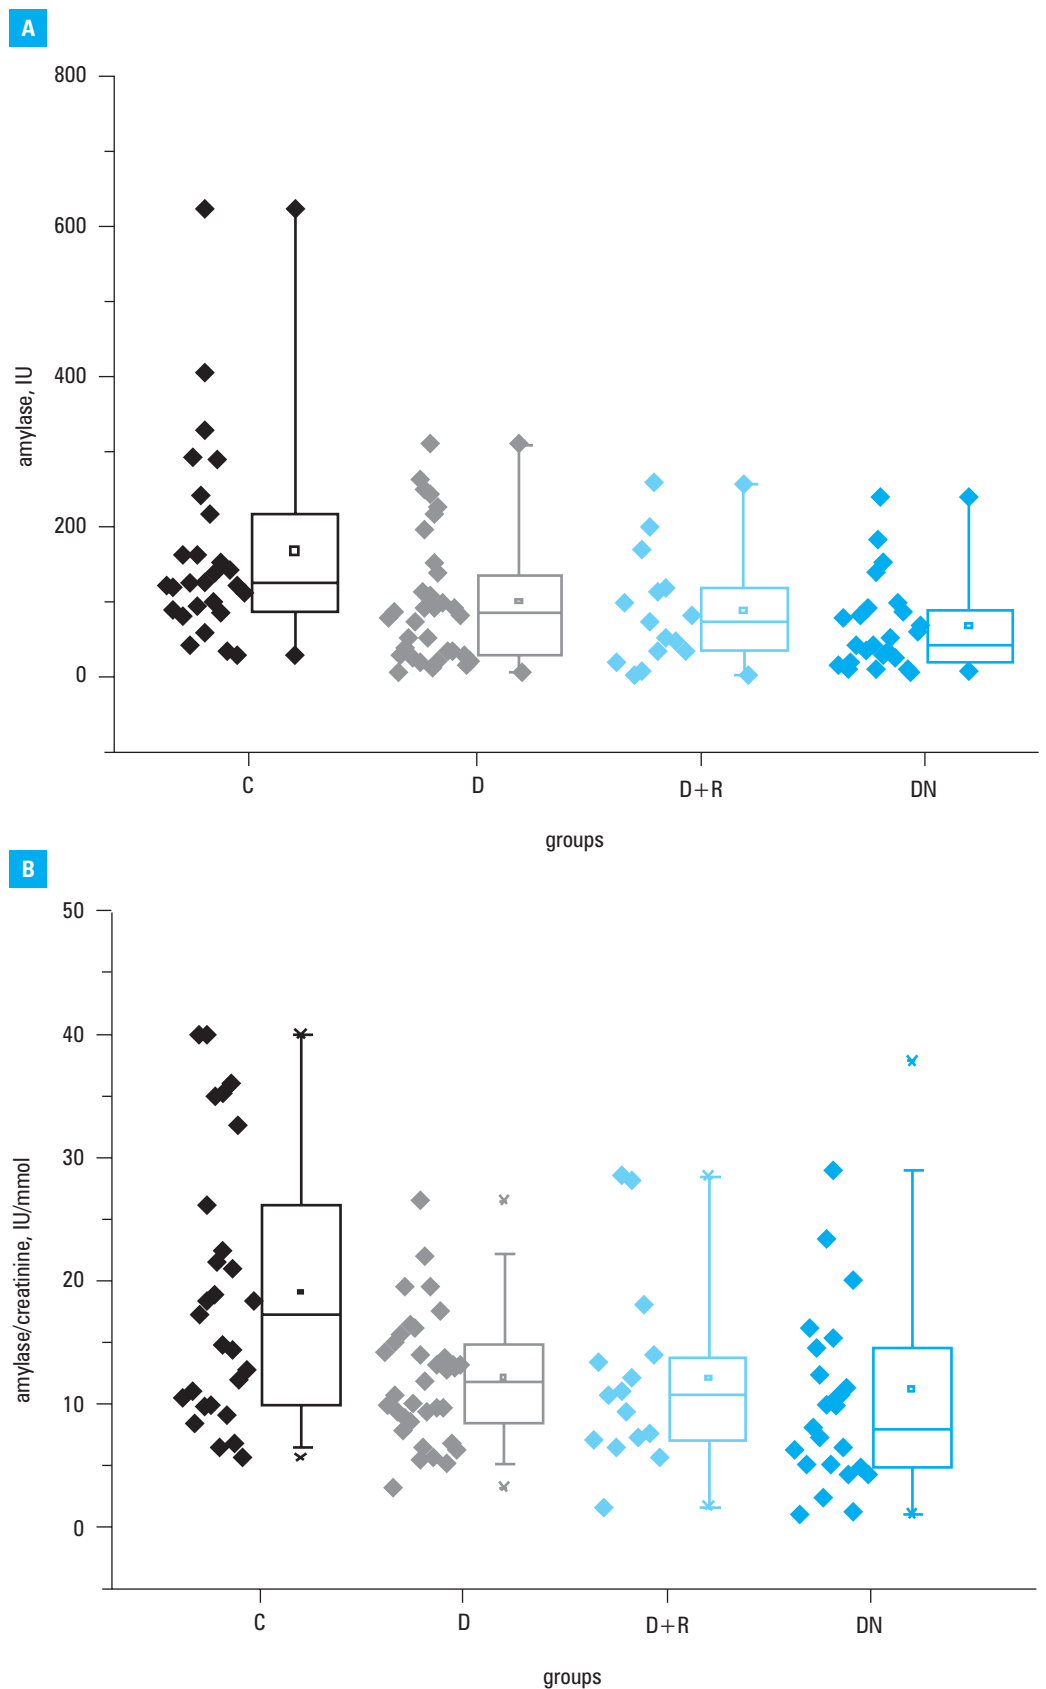 A
800
600
400
200
0
amylase, IU
C D D+R DN
groups
B
50
40
30
20
10
0
amylase/creatinine, IU/mmol
C D D+R DN
groups